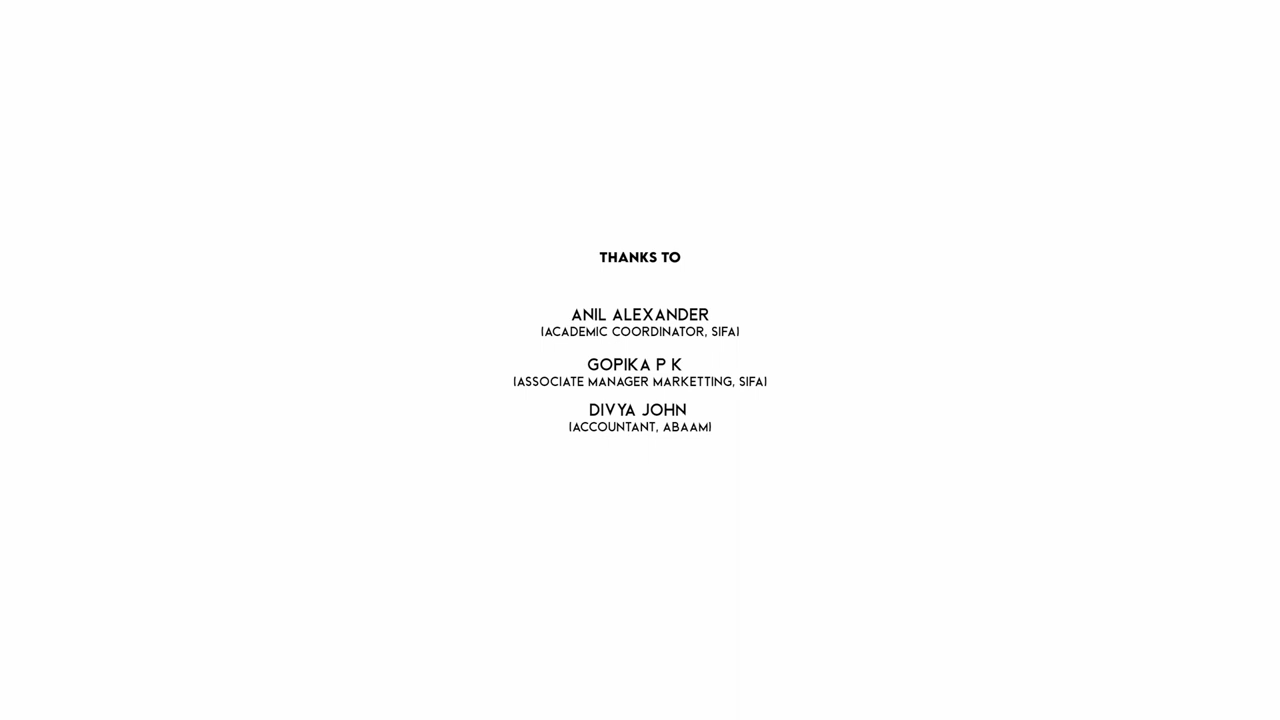 THANKS TO
ANIL ALEXANDER
(ACADEMIC COORDINATOR, SIFA)
GOPIKA P K
(ASSOCIATE MANAGER MARKETTING, SIFA)
DIVYA JOHN
(ACCOUNTANT, ABAAM)